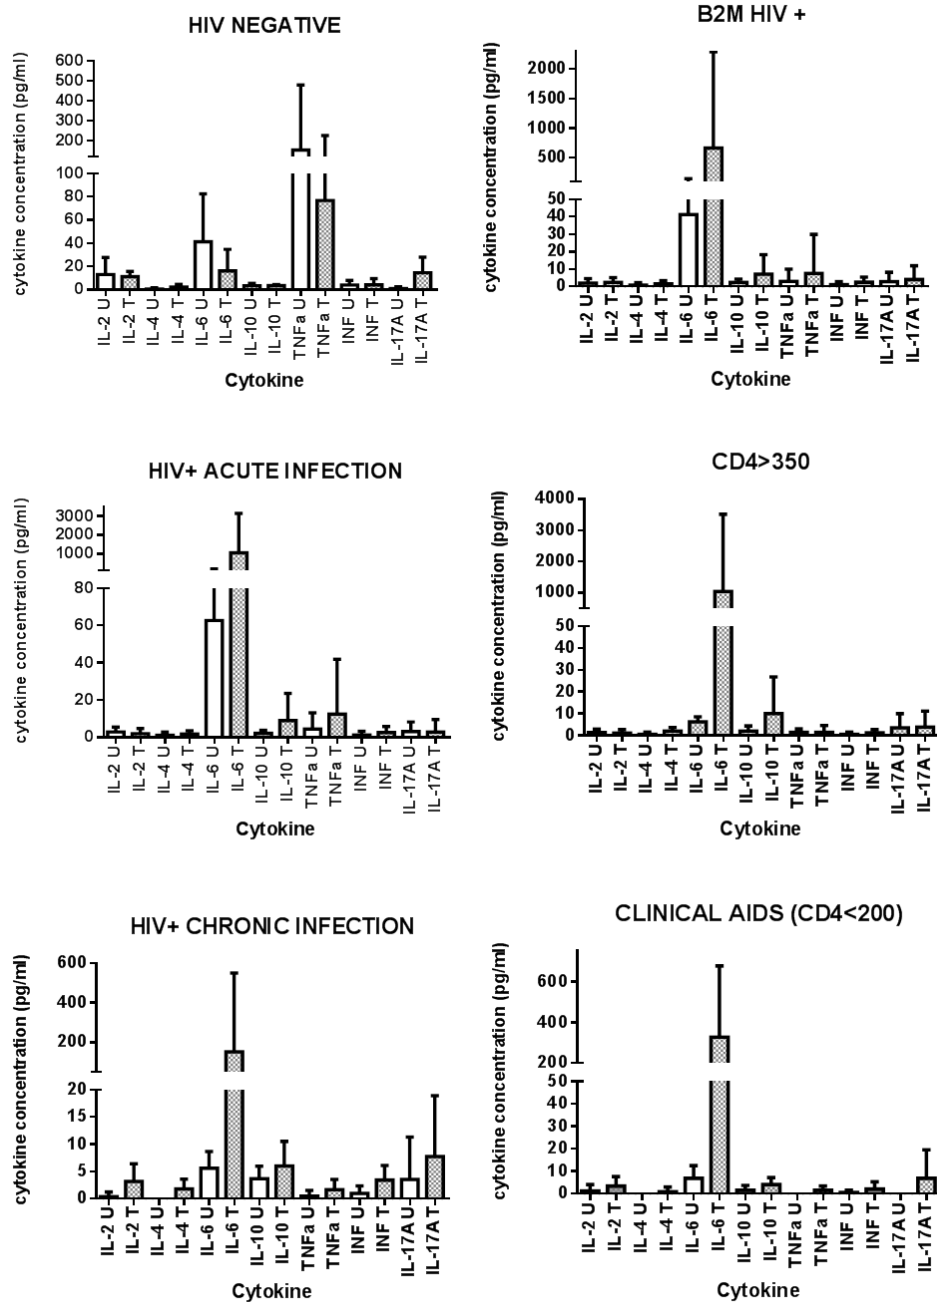 HIV NEGATIVE
cytokine concentration (pg/ml)
600
500
400
300
200
100
80
60
40
20
0
IL-2 U
IL-2 T
IL-4 U
IL-4 T
IL-6 U
IL-6 T
IL-10 U
IL-10 T
TNFa U
TNFa T
INF U
INF T
IL-17A U
IL-17A T
Cytokine
B2M HIV +
cytokine concentration (pg/ml)
2000
1500
1000
500
50
40
30
20
10
0
IL-2 U
IL-2 T
IL-4 U
IL-4 T
IL-6 U
IL-6 T
IL-10 U
IL-10 T
TNFa U
TNFa T
INF U
INF T
IL-17A U
IL-17A T
Cytokine
HIV+ ACUTE INFECTION
cytokine concentration (pg/ml)
3000
2000
1000
80
60
40
20
0
IL-2 U
IL-2 T
IL-4 U
IL-4 T
IL-6 U
IL-6 T
IL-10 U
IL-10 T
TNFa U
TNFa T
INF U
INF T
IL-17A U
IL-17A T
Cytokine
CD4>350
cytokine concentration (pg/ml)
4000
3000
2000
1000
50
40
30
20
10
0
IL-2 U
IL-2 T
IL-4 U
IL-4 T
IL-6 U
IL-6 T
IL-10 U
IL-10 T
TNFa U
TNFa T
INF U
INF T
IL-17A U
IL-17A T
Cytokine
HIV+ CHRONIC INFECTION
cytokine concentration (pg/ml)
600
400
200
20
15
10
5
0
IL-2 U
IL-2 T
IL-4 U
IL-4 T
IL-6 U
IL-6 T
IL-10 U
IL-10 T
TNFa U
TNFa T
INF U
INF T
IL-17A U
IL-17A T
Cytokine
CLINICAL AIDS (CD4<200)
cytokine concentration (pg/ml)
600
400
200
50
40
30
20
10
0
IL-2 U
IL-2 T
IL-4 U
IL-4 T
IL-6 U
IL-6 T
IL-10 U
IL-10 T
TNFa U
TNFa T
INF U
INF T
IL-17A U
IL-17A T
Cytokine